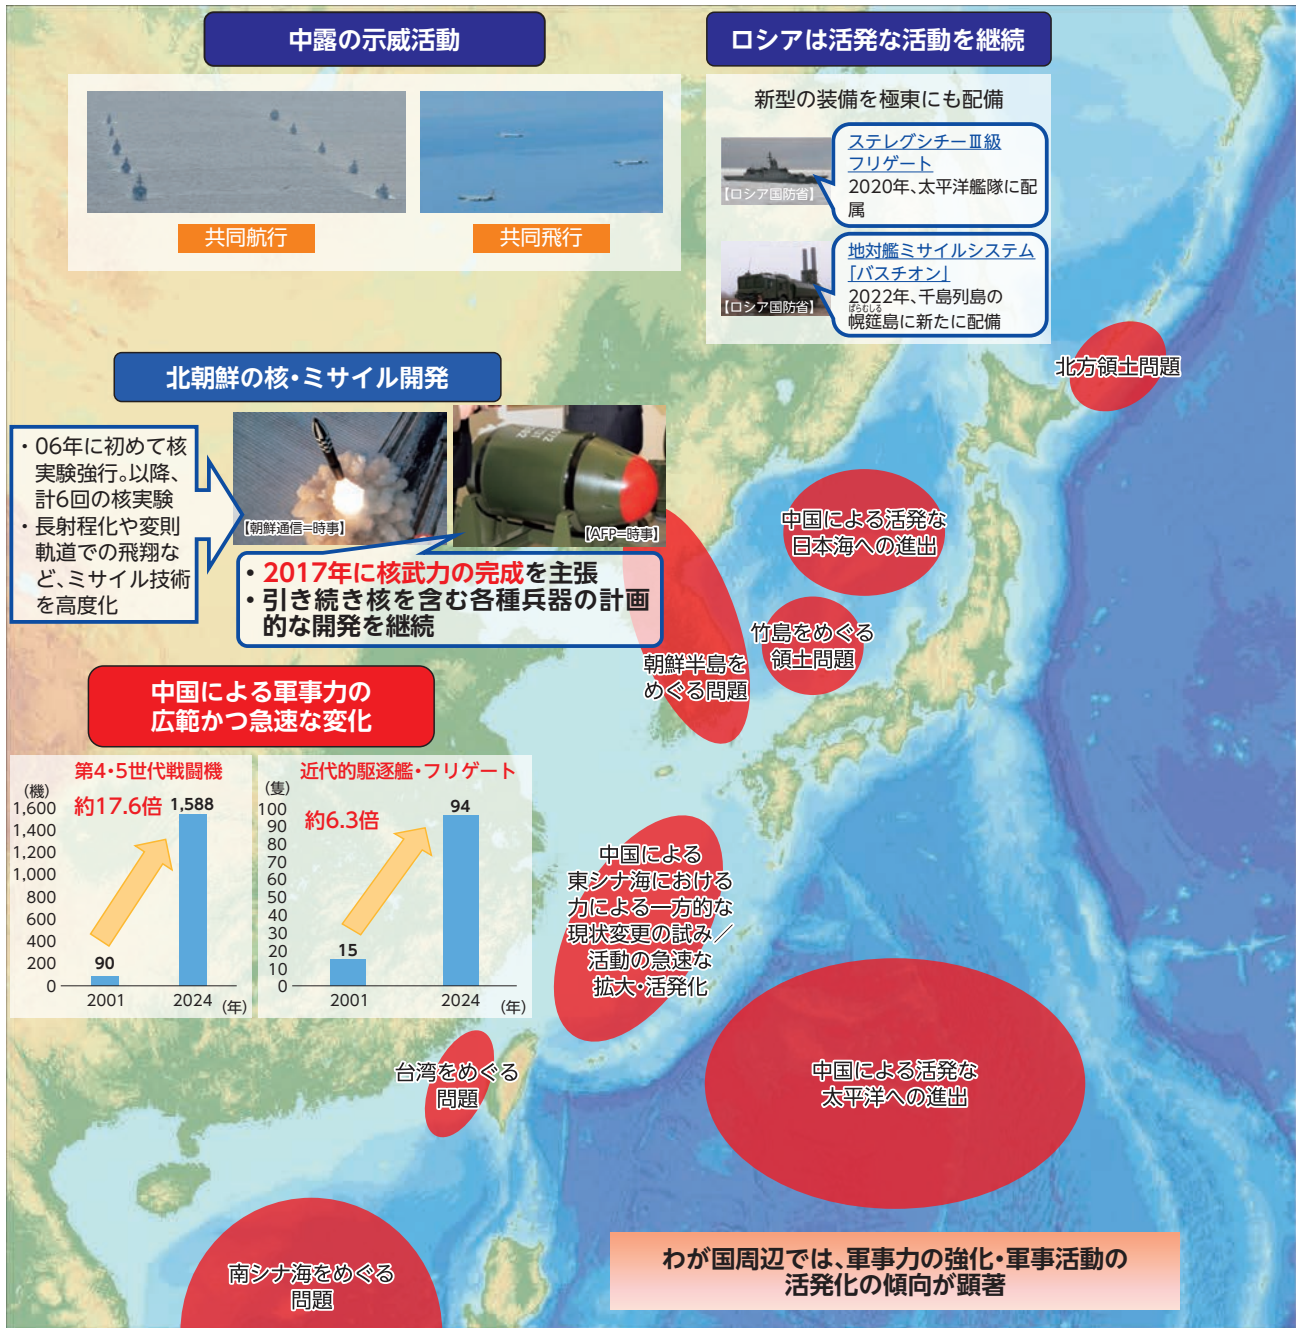 中露の示威活動
共同航行
共同飛行
ロシアは活発な活動を継続
新型の装備を極東にも配備
【ロシア国防省】
ステレグシチーⅢ級
フリゲート
2020年、太平洋艦隊に配
属
【ロシア国防省】
地対艦ミサイルシステム
「バスチオン」
2022年、千島列島の
ぱらむしる
幌筵島に新たに配備
北方領土問題
北朝鮮の核・ミサイル開発
・06年に初めて核
実験強行。以降、
計6回の核実験
・長射程化や変則
軌道での飛翔な
ど、ミサイル技術
を高度化
【朝鮮通信=時事】
【AFP=時事】
・2017年に核武力の完成を主張
・引き続き核を含む各種兵器の計画
的な開発を継続
中国による活発な
日本海への進出
竹島をめぐる
領土問題
朝鮮半島を
めぐる問題
中国による軍事力の
広範かつ急速な変化
第4・5世代戦闘機
(機)
約17.6倍
1,600
1,400
1,200
1,000
800
600
400
200
0
90
1,588
2001
2024
(年)
近代的駆逐艦・フリゲート
(隻)
約6.3倍
100
90
80
70
60
50
40
30
20
10
0
15
94
2001
2024
(年)
中国による
東シナ海における
力による一方的な
現状変更の試み／
活動の急速な
拡大・活発化
台湾をめぐる
問題
中国による活発な
太平洋への進出
南シナ海をめぐる
問題
わが国周辺では、軍事力の強化・軍事活動の
活発化の傾向が顕著